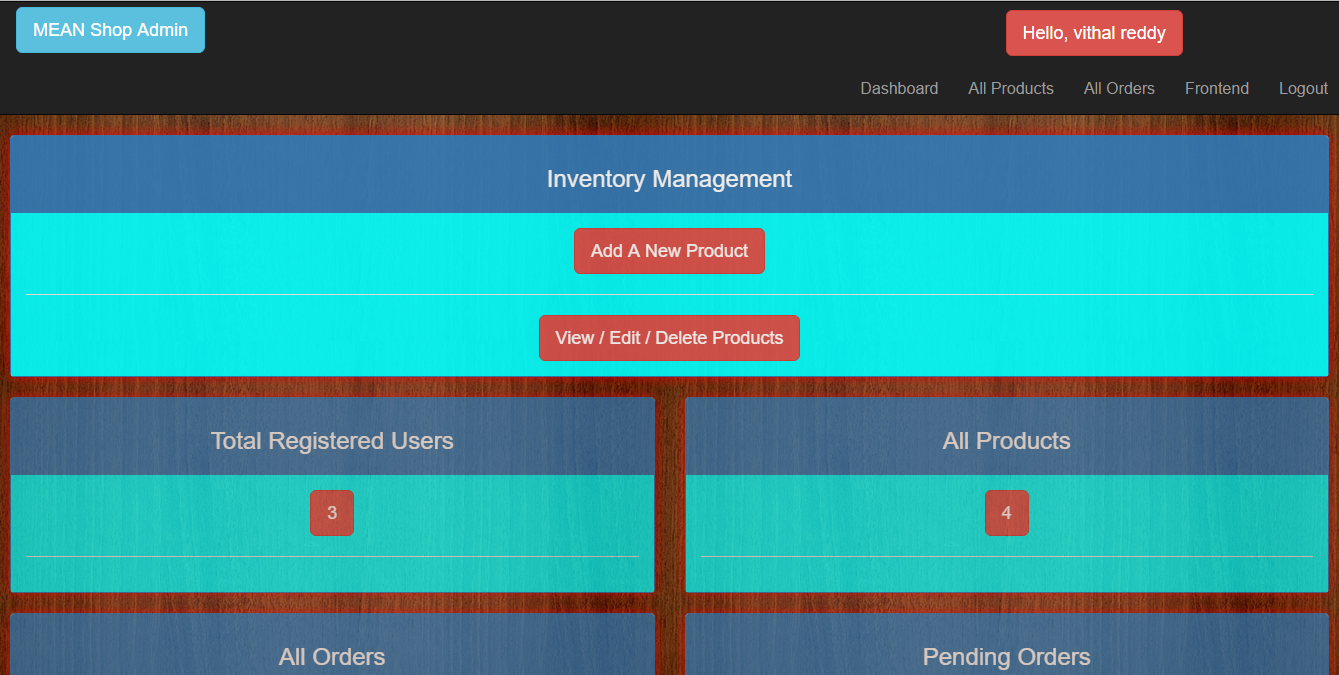 MEAN Shop Admin
Hello, vithal reddy
Dashboard All Products All Orders Frontend Logout
Inventory Management
Add A New Product
View / Edit / Delete Products
Total Registered Users
3
All Products
4
All Orders
Pending Orders